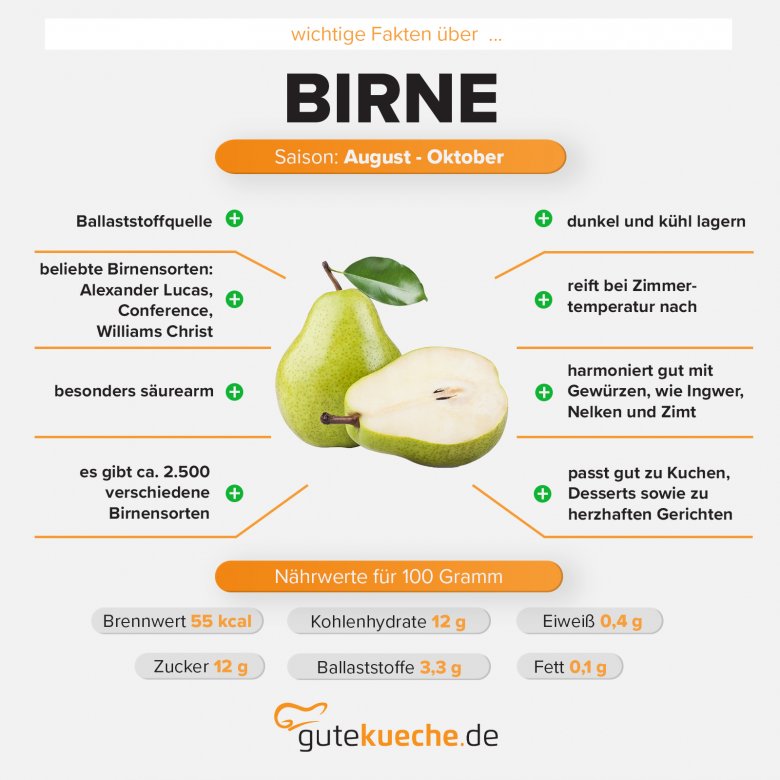 wichtige Fakten über ...
BIRNE
Saison: August - Oktober
Ballaststoffquelle
beliebte Birnensorten:
Alexander Lucas,
Conference,
Williams Christ
besonders säurearm
es gibt ca. 2.500
verschiedene
Birnensorten
dunkel und kühl lagern
reift bei Zimmer-
temperatur nach
harmoniert gut mit
Gewürzen, wie Ingwer,
Nelken und Zimt
passt gut zu Kuchen,
Desserts sowie zu
herzhaften Gerichten
Nährwerte für 100 Gramm
Brennwert 55 kcal
Kohlenhydrate 12 g
Eiweiß 0,4 g
Zucker 12 g
Ballaststoffe 3,3 g
Fett 0,1 g
gutekueche.de